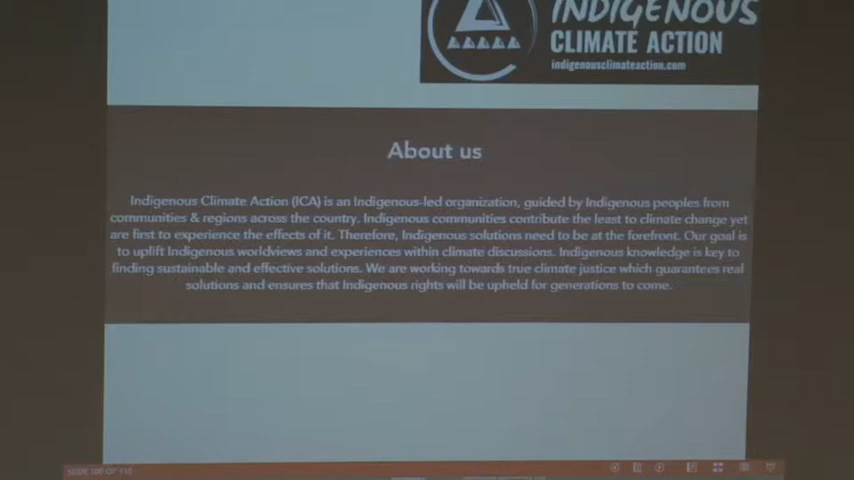 INDIGENOUS
CLIMATE ACTION
indigenousclimateaction.com
About us
Indigenous Climate Action (ICA) is an Indigenous-led organization, guided by Indigenous peoples from
communities & regions across the country. Indigenous communities contribute the least to climate change yet
are first to experience the effects of it. Therefore, Indigenous solutions need to be at the forefront. Our goal is
to uplift Indigenous worldviews and experiences within climate discussions. Indigenous knowledge is key to
finding sustainable and effective solutions. We are working towards true climate justice which guarantees real
solutions and ensures that Indigenous rights will be upheld for generations to come.
SLIDE 100 OF